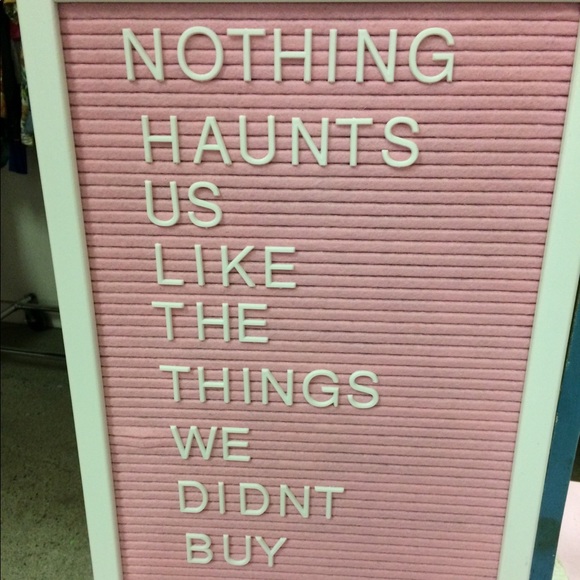 NOTHING
HAUNTS
US
LIKE
THE
THINGS
WE
DIDNT
BUY